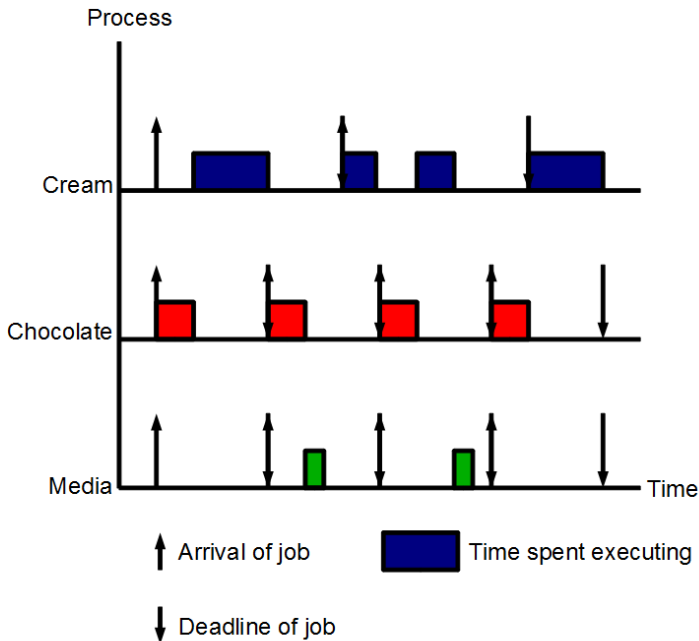 Process
Cream
Chocolate
Media
Time
Arrival of job
Time spent executing
Deadline of job